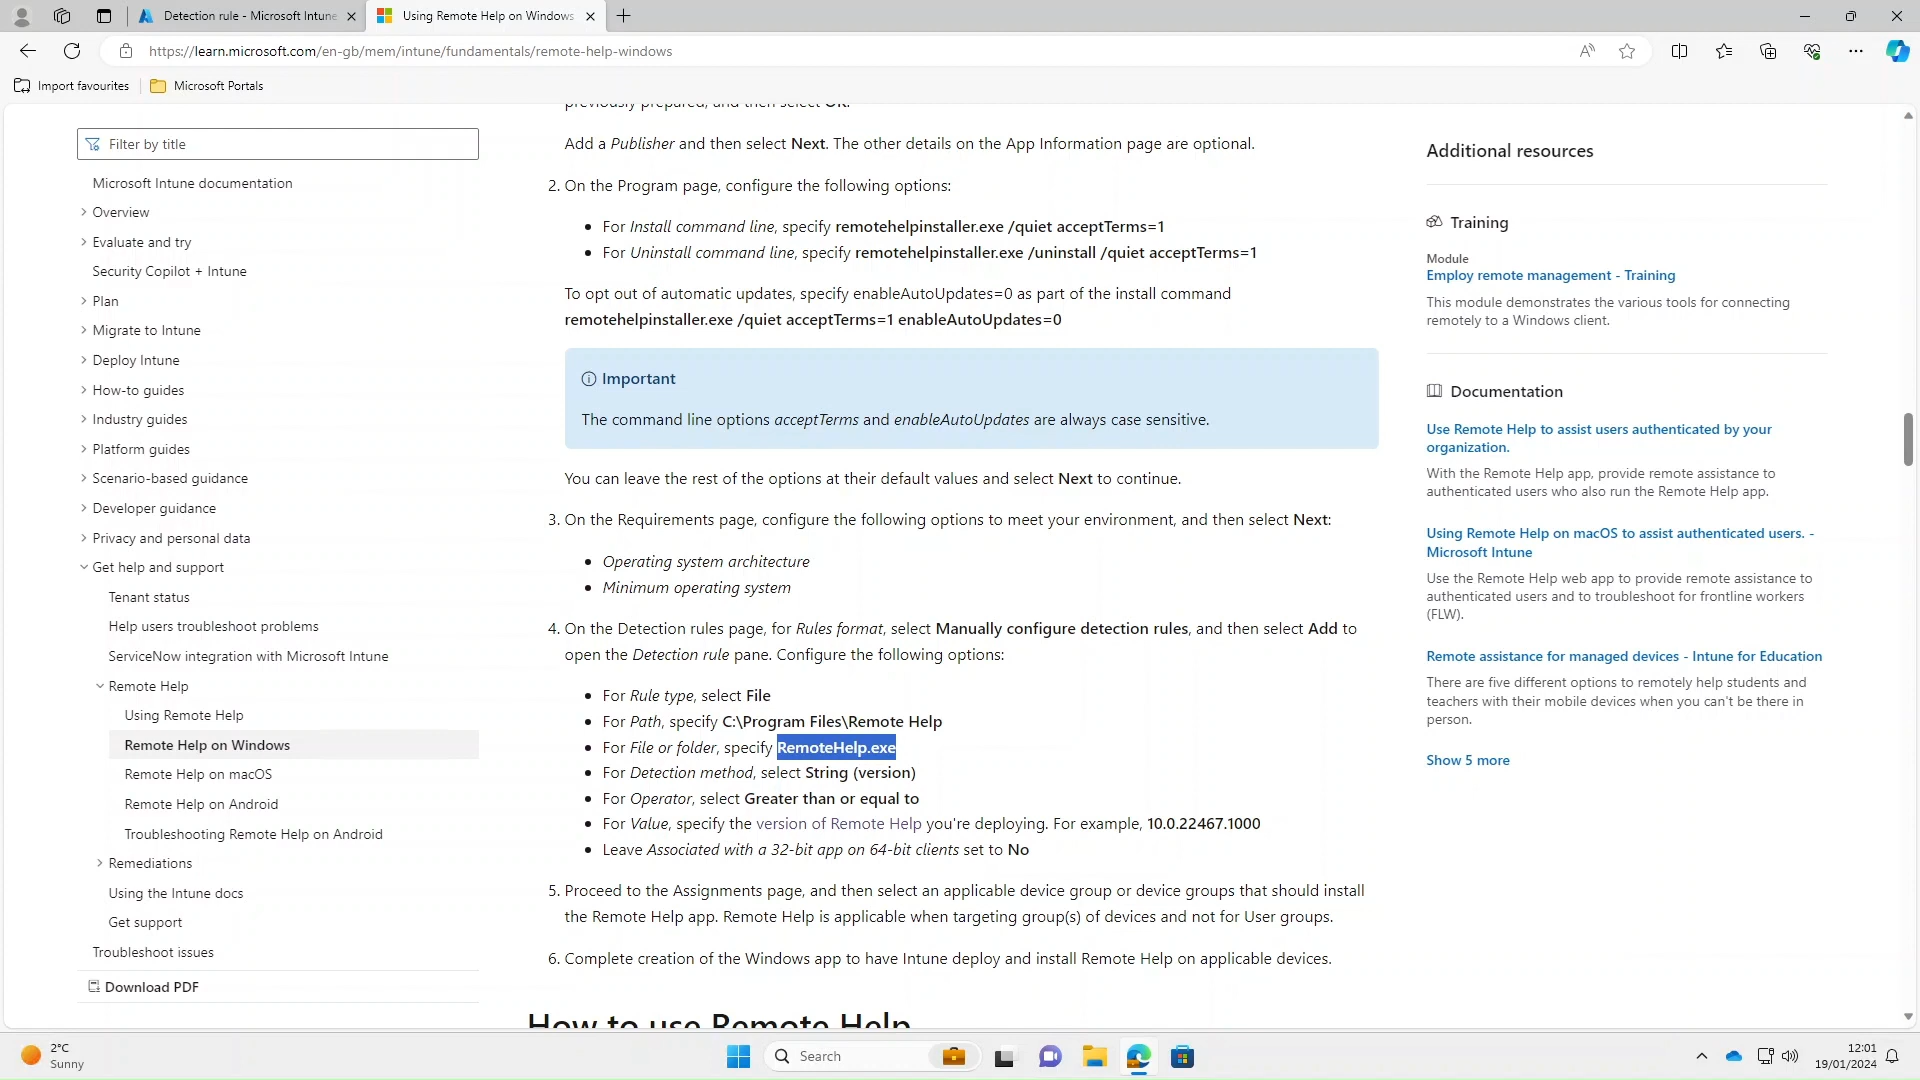 Detection rule - Microsoft Intune
Using Remote Help on Windows
https://learn.microsoft.com/en-gb/mem/intune/fundamentals/remote-help-windows
Import favourites
Microsoft Portals
Filter by title
Microsoft Intune documentation
Overview
Evaluate and try
Security Copilot + Intune
Plan
Migrate to Intune
Deploy Intune
How-to guides
Industry guides
Platform guides
Scenario-based guidance
Developer guidance
Privacy and personal data
Get help and support
Tenant status
Help users troubleshoot problems
ServiceNow integration with Microsoft Intune
Remote Help
Using Remote Help
Remote Help on Windows
Remote Help on macOS
Remote Help on Android
Troubleshooting Remote Help on Android
Remediations
Using the Intune docs
Get support
Troubleshoot issues
Download PDF
previously prepared, and then select OK.
Add a Publisher and then select Next. The other details on the App Information page are optional.
2. On the Program page, configure the following options:
• For Install command line, specify remotehelpinstaller.exe /quiet acceptTerms=1
• For Uninstall command line, specify remotehelpinstaller.exe /uninstall /quiet acceptTerms=1
To opt out of automatic updates, specify enableAutoUpdates=0 as part of the install command
remotehelpinstaller.exe /quiet acceptTerms=1 enableAutoUpdates=0
Important
The command line options acceptTerms and enableAutoUpdates are always case sensitive.
You can leave the rest of the options at their default values and select Next to continue.
3. On the Requirements page, configure the following options to meet your environment, and then select Next:
• Operating system architecture
• Minimum operating system
4. On the Detection rules page, for Rules format, select Manually configure detection rules, and then select Add to
open the Detection rule pane. Configure the following options:
• For Rule type, select File
• For Path, specify C:\Program Files\Remote Help
• For File or folder, specify RemoteHelp.exe
• For Detection method, select String (version)
• For Operator, select Greater than or equal to
• For Value, specify the version of Remote Help you're deploying. For example, 10.0.22467.1000
• Leave Associated with a 32-bit app on 64-bit clients set to No
5. Proceed to the Assignments page, and then select an applicable device group or device groups that should install
the Remote Help app. Remote Help is applicable when targeting group(s) of devices and not for User groups.
6. Complete creation of the Windows app to have Intune deploy and install Remote Help on applicable devices.
How to use Remote Help
Additional resources
Training
Module
Employ remote management - Training
This module demonstrates the various tools for connecting
remotely to a Windows client.
Documentation
Use Remote Help to assist users authenticated by your
organization.
With the Remote Help app, provide remote assistance to
authenticated users who also run the Remote Help app.
Using Remote Help on macOS to assist authenticated users. -
Microsoft Intune
Use the Remote Help web app to provide remote assistance to
authenticated users and to troubleshoot for frontline workers
(FLW).
Remote assistance for managed devices - Intune for Education
There are five different options to remotely help students and
teachers with their mobile devices when you can't be there in
person.
Show 5 more
2°C
Sunny
Search
12:01
19/01/2024